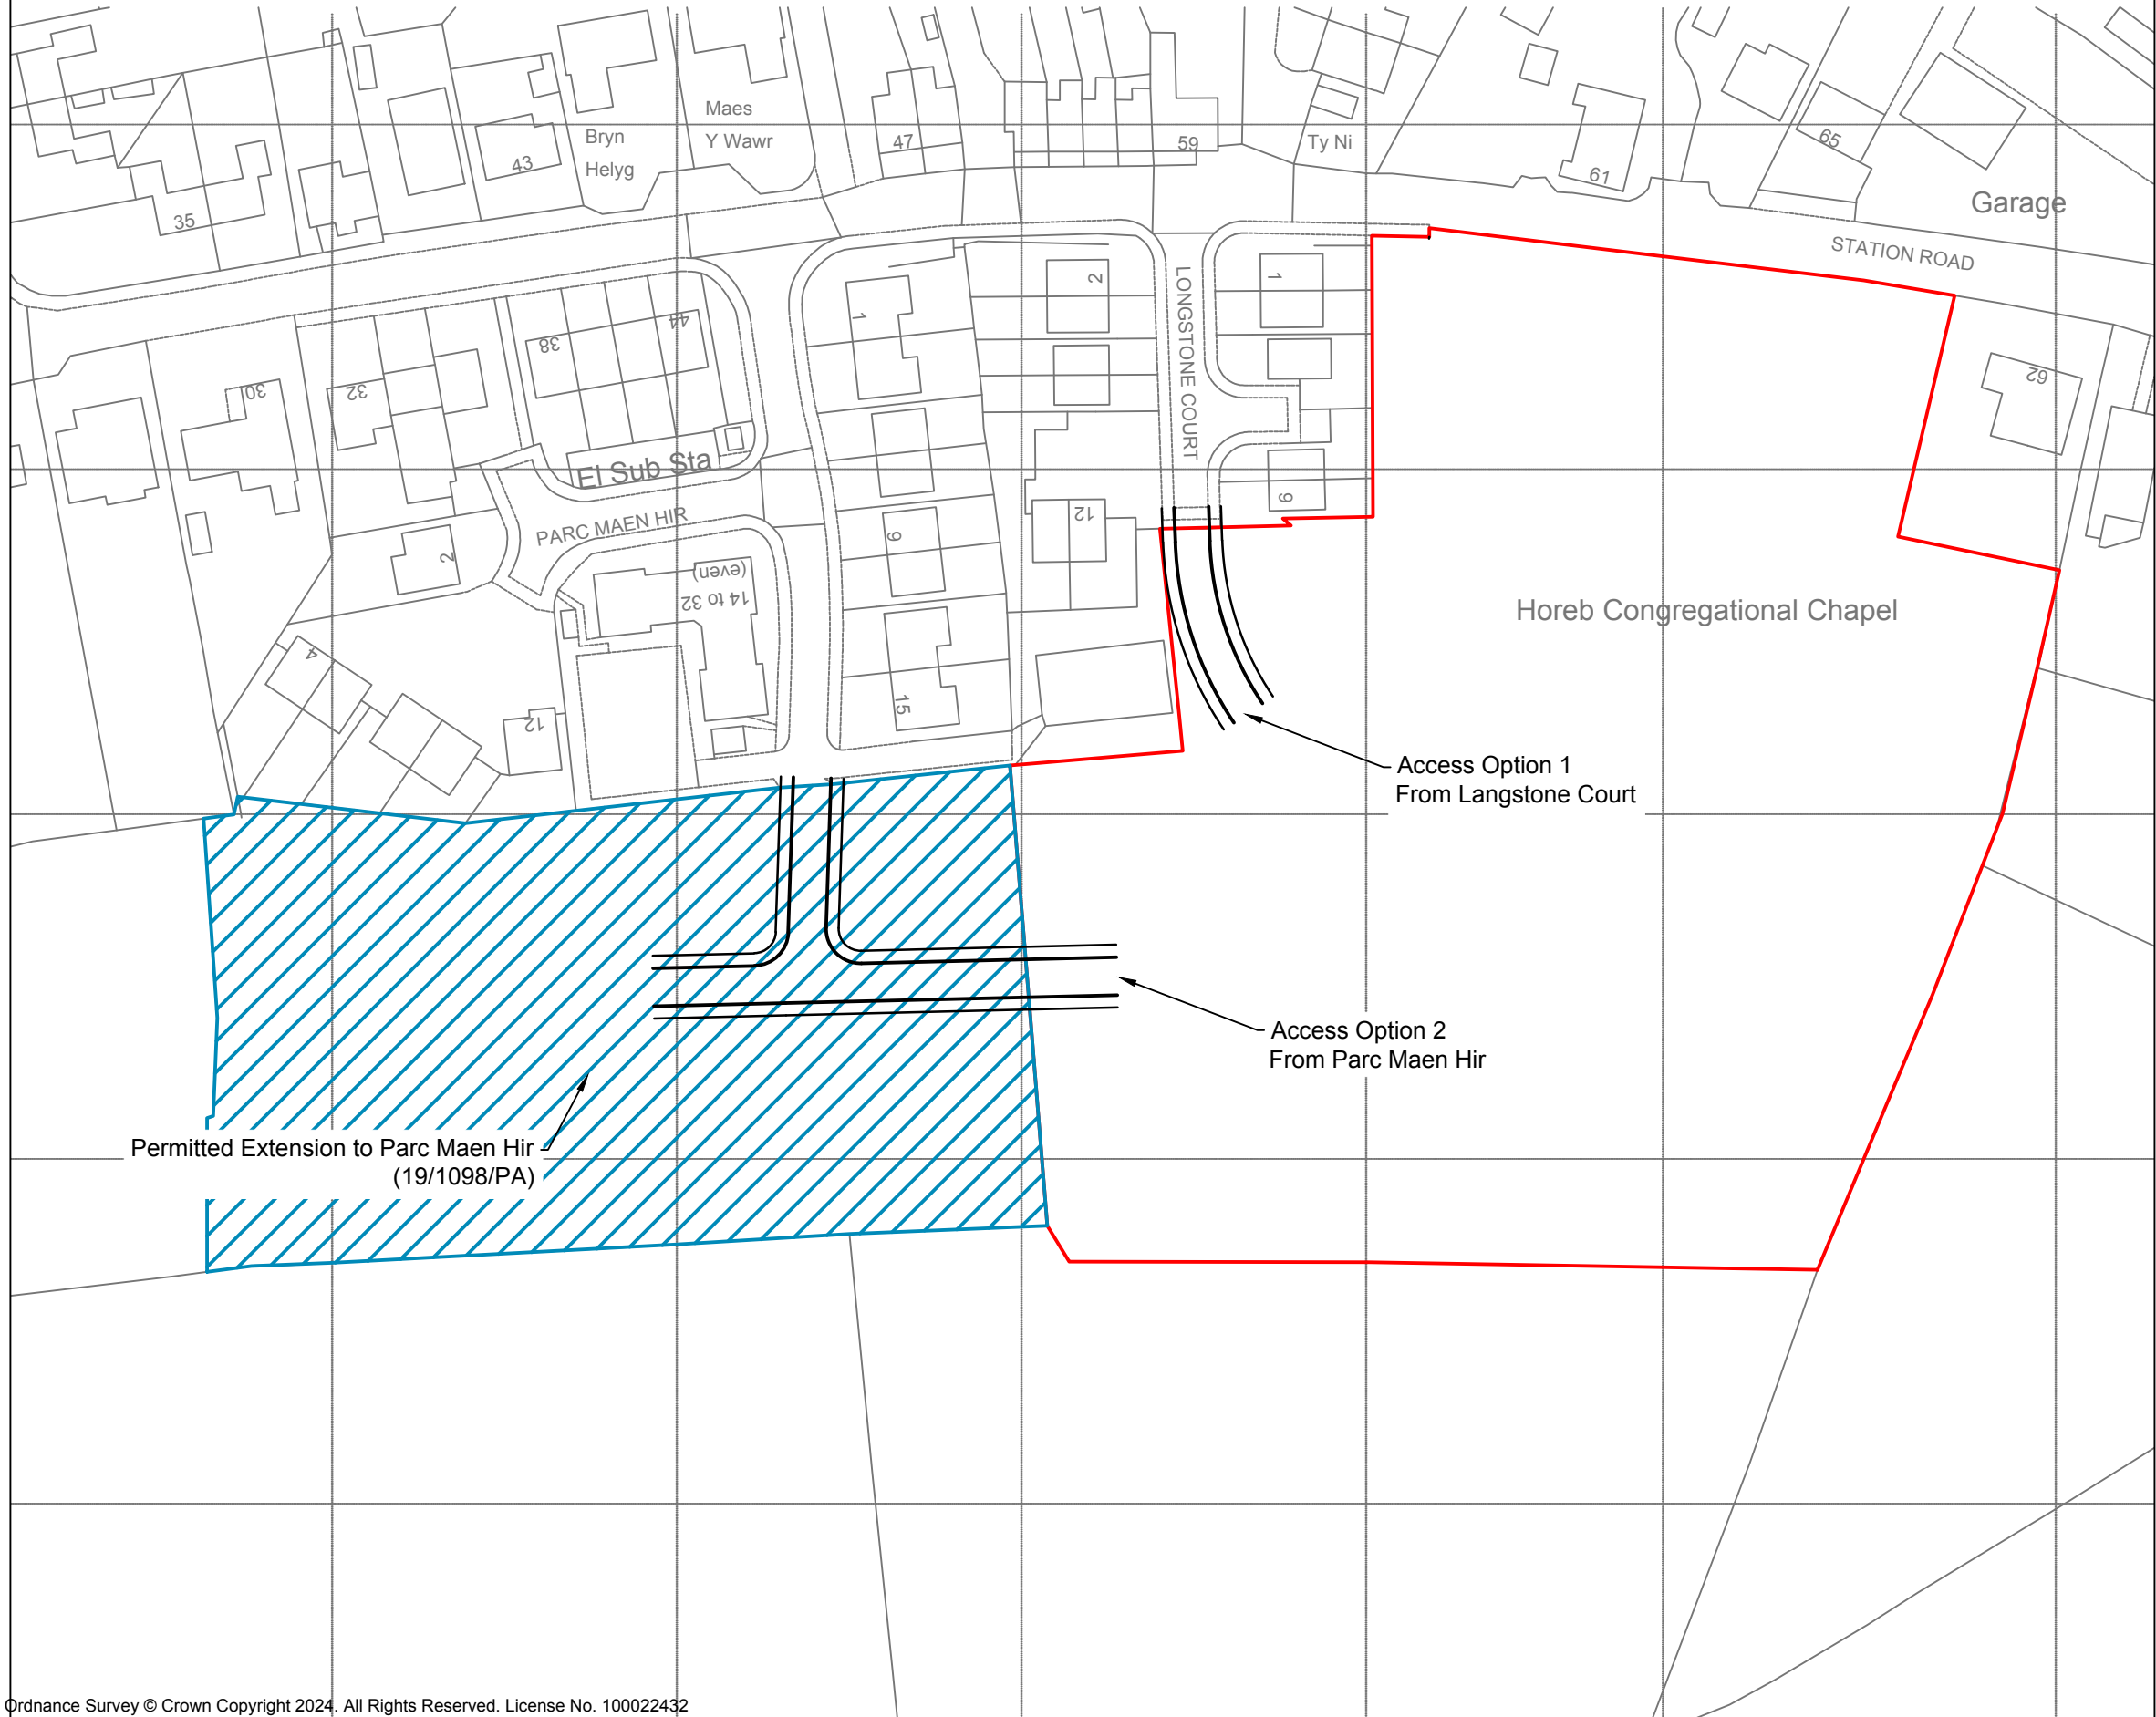 Maes
Y Wawr
Bryn
Helyg
43
47
59
Ty Ni
61
65
35
Garage
STATION ROAD
2
1
LONGSTONE COURT
1
44
38
62
30
32
El Sub Sta
PARC MAEN HIR
9
12
9
2
14 to 32
(even)
Horeb Congregational Chapel
4
15
12
Access Option 1
From Langstone Court
Access Option 2
From Parc Maen Hir
Permitted Extension to Parc Maen Hir
(19/1098/PA)
Ordnance Survey © Crown Copyright 2024. All Rights Reserved. License No. 100022432